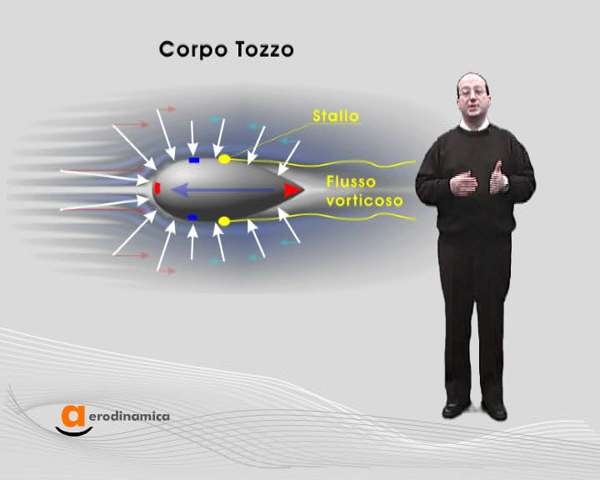 Corpo Tozzo
Stallo
Flusso
vorticoso
aerodinamica